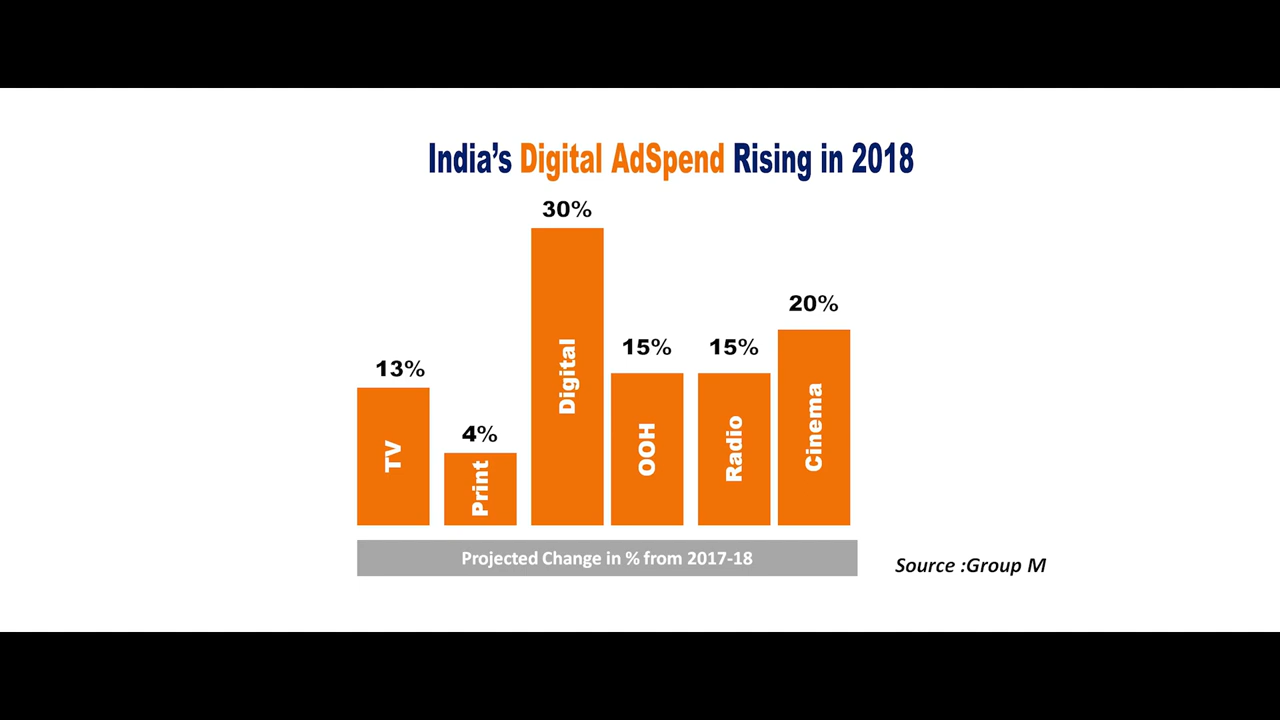 India's Digital AdSpend Rising in 2018
30%
20%
15%
15%
13%
4%
TV
Print
Digital
OOH
Radio
Cinema
Projected Change in % from 2017-18
Source :Group M